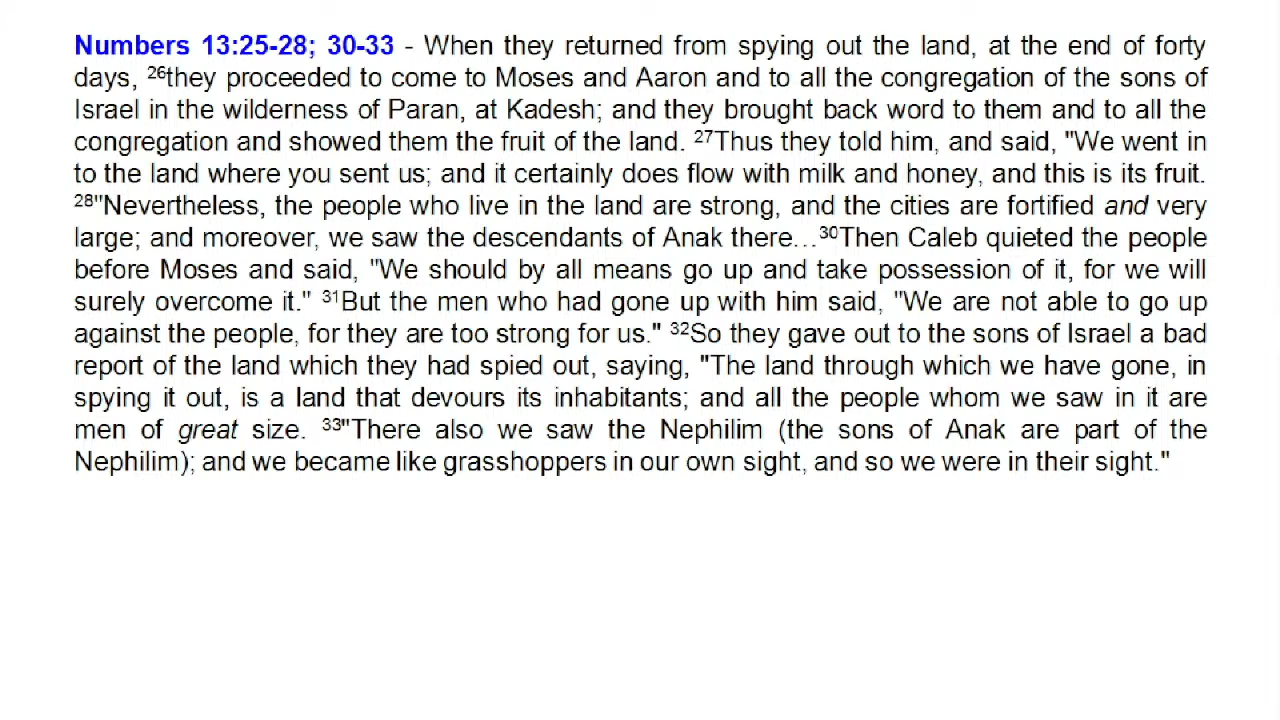 Numbers 13:25-28; 30-33 - When they returned from spying out the land, at the end of forty
days, 26they proceeded to come to Moses and Aaron and to all the congregation of the sons of
Israel in the wilderness of Paran, at Kadesh; and they brought back word to them and to all the
congregation and showed them the fruit of the land. 27Thus they told him, and said, "We went in
to the land where you sent us; and it certainly does flow with milk and honey, and this is its fruit.
28"Nevertheless, the people who live in the land are strong, and the cities are fortified and very
large; and moreover, we saw the descendants of Anak there…30Then Caleb quieted the people
before Moses and said, "We should by all means go up and take possession of it, for we will
surely overcome it." 31But the men who had gone up with him said, "We are not able to go up
against the people, for they are too strong for us." 32So they gave out to the sons of Israel a bad
report of the land which they had spied out, saying, "The land through which we have gone, in
spying it out, is a land that devours its inhabitants; and all the people whom we saw in it are
men of great size. 33"There also we saw the Nephilim (the sons of Anak are part of the
Nephilim); and we became like grasshoppers in our own sight, and so we were in their sight."